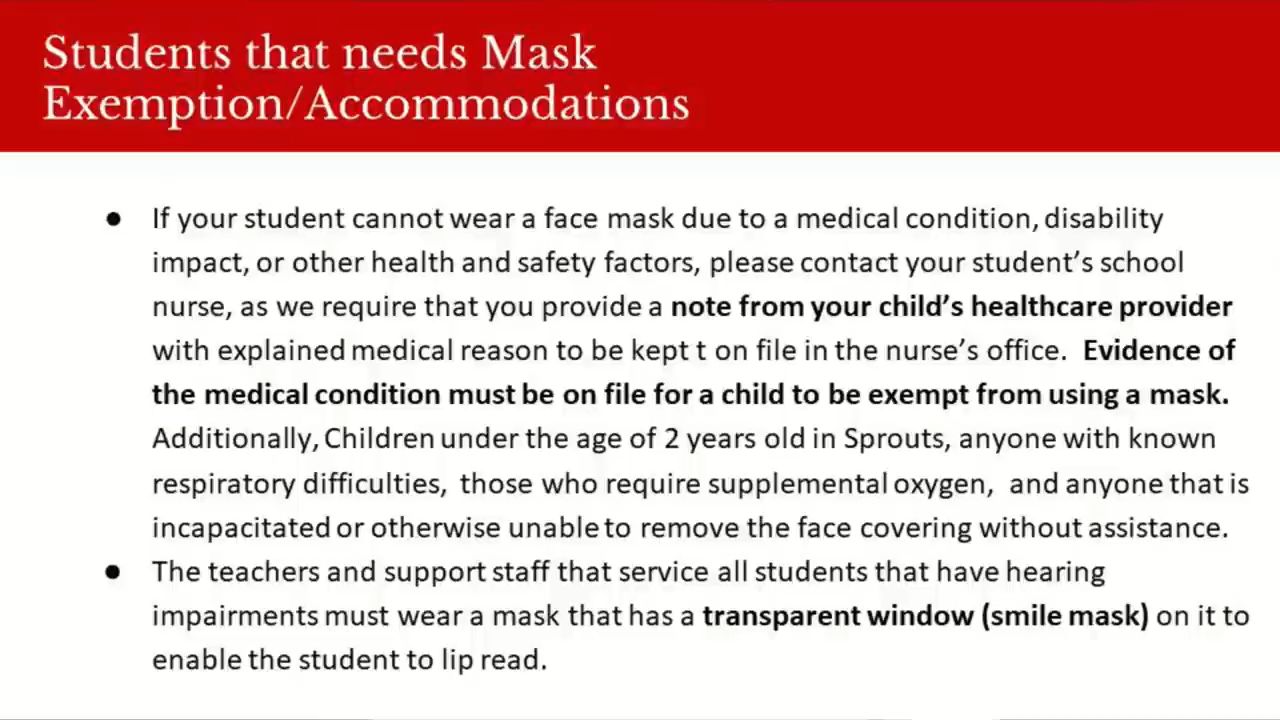 Students that needs Mask
Exemption/Accommodations
● If your student cannot wear a face mask due to a medical condition, disability
impact, or other health and safety factors, please contact your student's school
nurse, as we require that you provide a note from your child's healthcare provider
with explained medical reason to be kept t on file in the nurse's office. Evidence of
the medical condition must be on file for a child to be exempt from using a mask.
Additionally, Children under the age of 2 years old in Sprouts, anyone with known
respiratory difficulties, those who require supplemental oxygen, and anyone that is
incapacitated or otherwise unable to remove the face covering without assistance.
● The teachers and support staff that service all students that have hearing
impairments must wear a mask that has a transparent window (smile mask) on it to
enable the student to lip read.